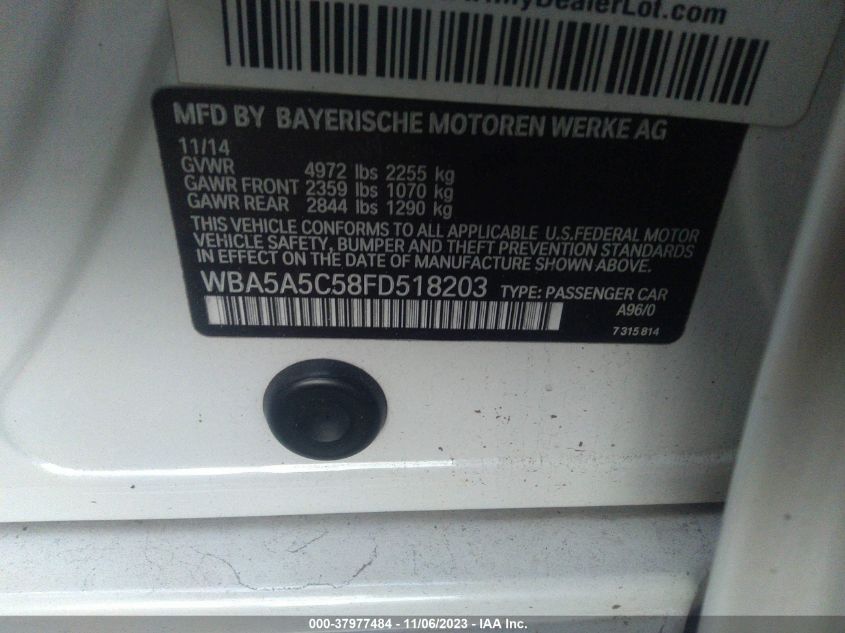 myDealerLot.com
MFD BY BAYERISCHE MOTOREN WERKE AG
11/14
GVWR 4972 lbs 2255 kg
GAWR FRONT 2359 lbs 1070 kg
GAWR REAR 2844 lbs 1290 kg
THIS VEHICLE CONFORMS TO ALL APPLICABLE U.S.FEDERAL MOTOR
VEHICLE SAFETY, BUMPER AND THEFT PREVENTION STANDARDS
IN EFFECT ON THE DATE OF MANUFACTURE SHOWN ABOVE.
WBA5A5C58FD518203 TYPE: PASSENGER CAR
A96/0
7 315 814
000-37977484 - 11/06/2023 - IAA Inc.